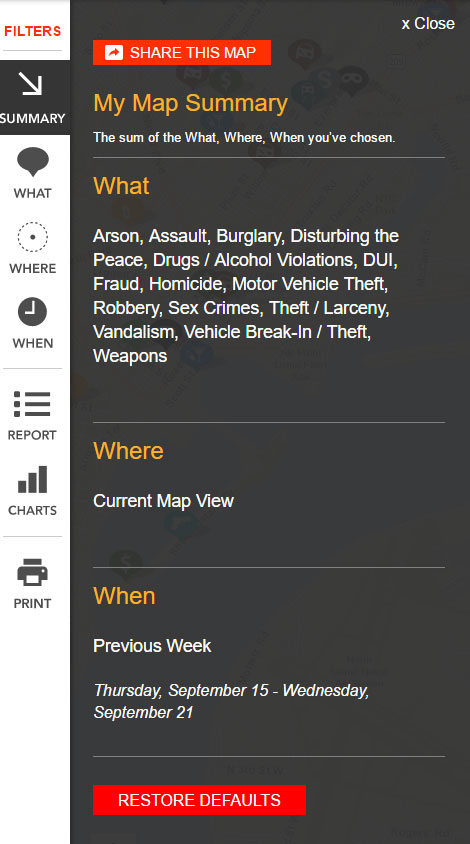 FILTERS
x Close
SHARE THIS MAP
SUMMARY
My Map Summary
The sum of the What, Where, When you've chosen.
WHAT
What
Arson, Assault, Burglary, Disturbing the
Peace, Drugs / Alcohol Violations, DUI,
Fraud, Homicide, Motor Vehicle Theft,
Robbery, Sex Crimes, Theft / Larceny,
Vandalism, Vehicle Break-In / Theft,
Weapons
WHERE
WHEN
REPORT
Where
Current Map View
CHARTS
PRINT
When
Previous Week
Thursday, September 15 - Wednesday,
September 21
RESTORE DEFAULTS